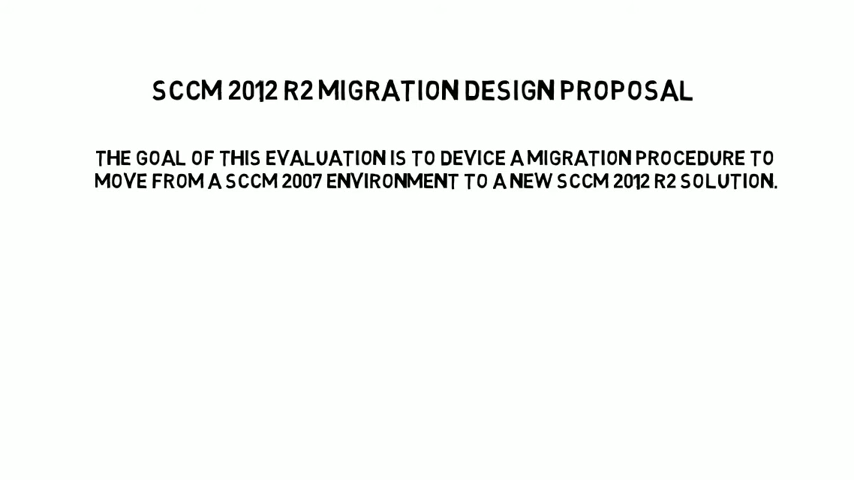 SCCM 2012 R2 MIGRATION DESIGN PROPOSAL
THE GOAL OF THIS EVALUATION IS TO DEVICE A MIGRATION PROCEDURE TO
MOVE FROM A SCCM 2007 ENVIRONMENT TO A NEW SCCM 2012 R2 SOLUTION.